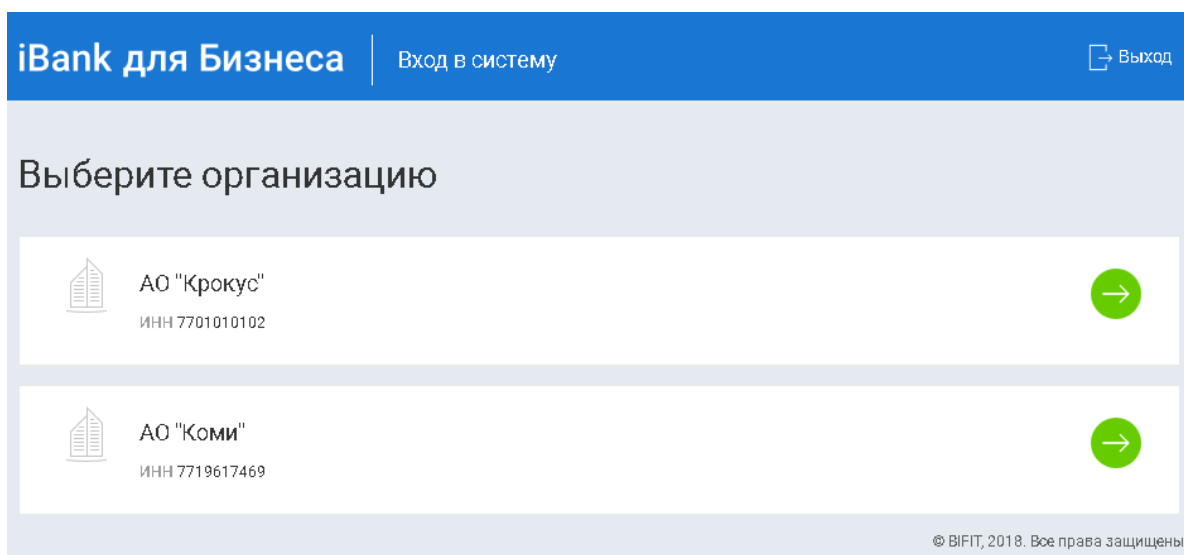 iBank для Бизнеса
Вход в систему
Выход
Выберите организацию
АО "Крокус"
ИНН 7701010102
АО "Коми"
ИНН 7719617469
© BIFIT, 2018. Все права защищены